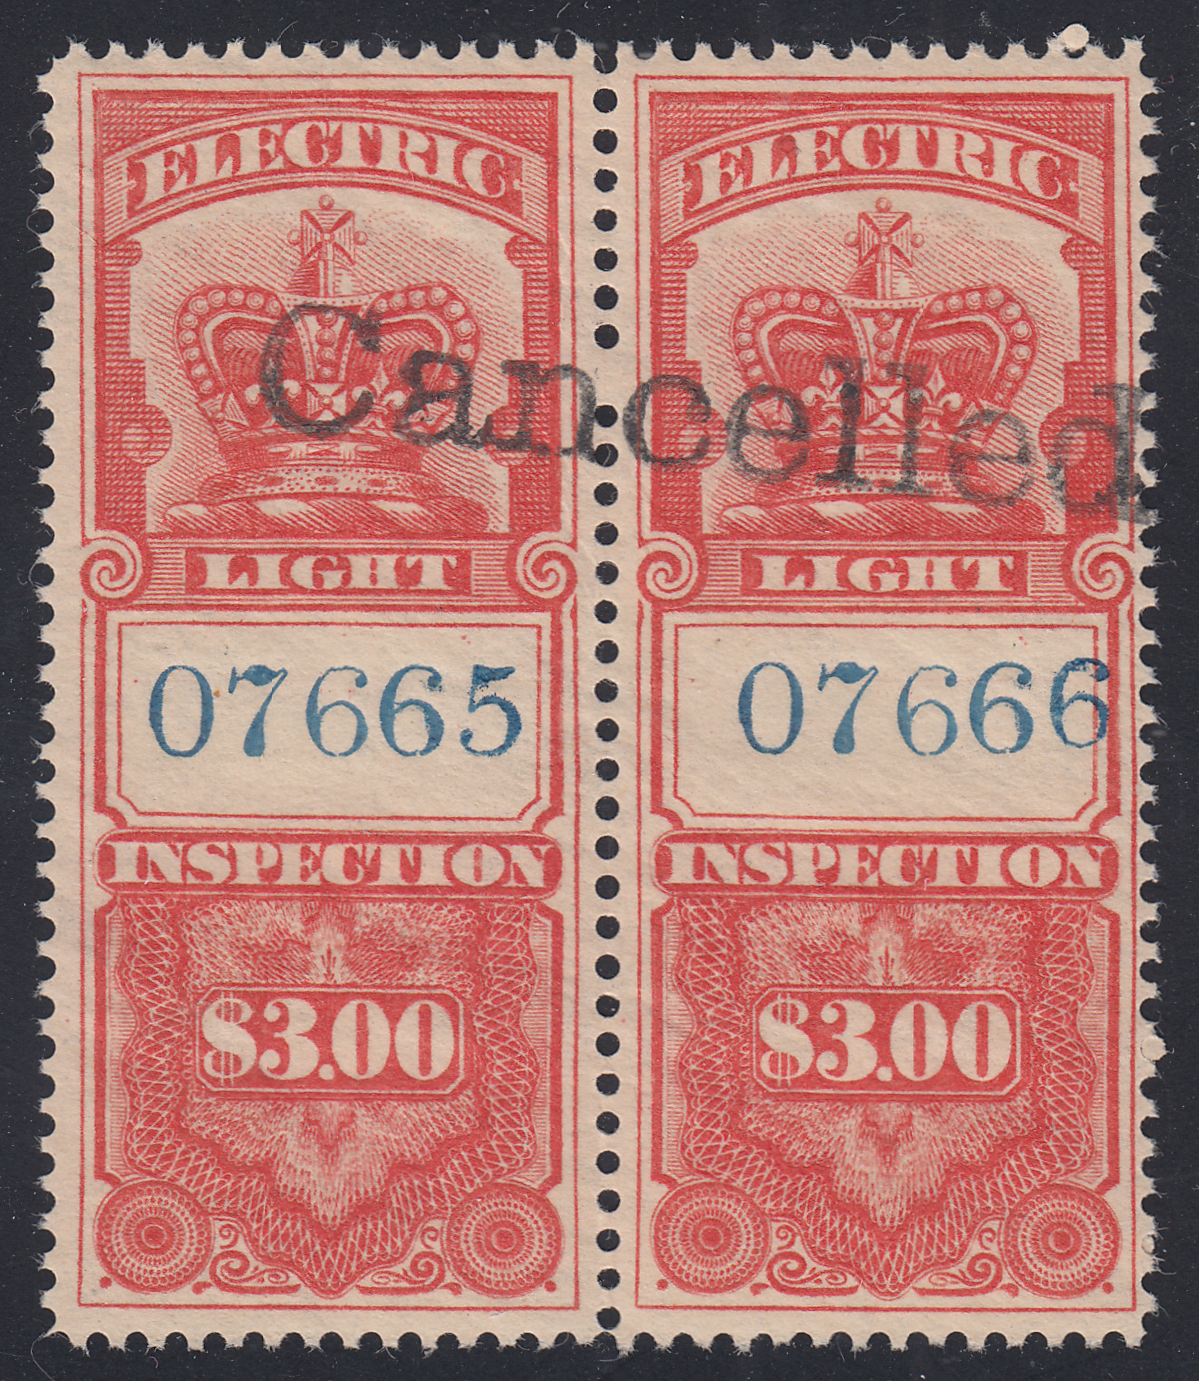 ELECTRIC
Cancelled
LIGHT
07665
INSPECTION
$3.00
ELECTRIC
LIGHT
07666
INSPECTION
$3.00